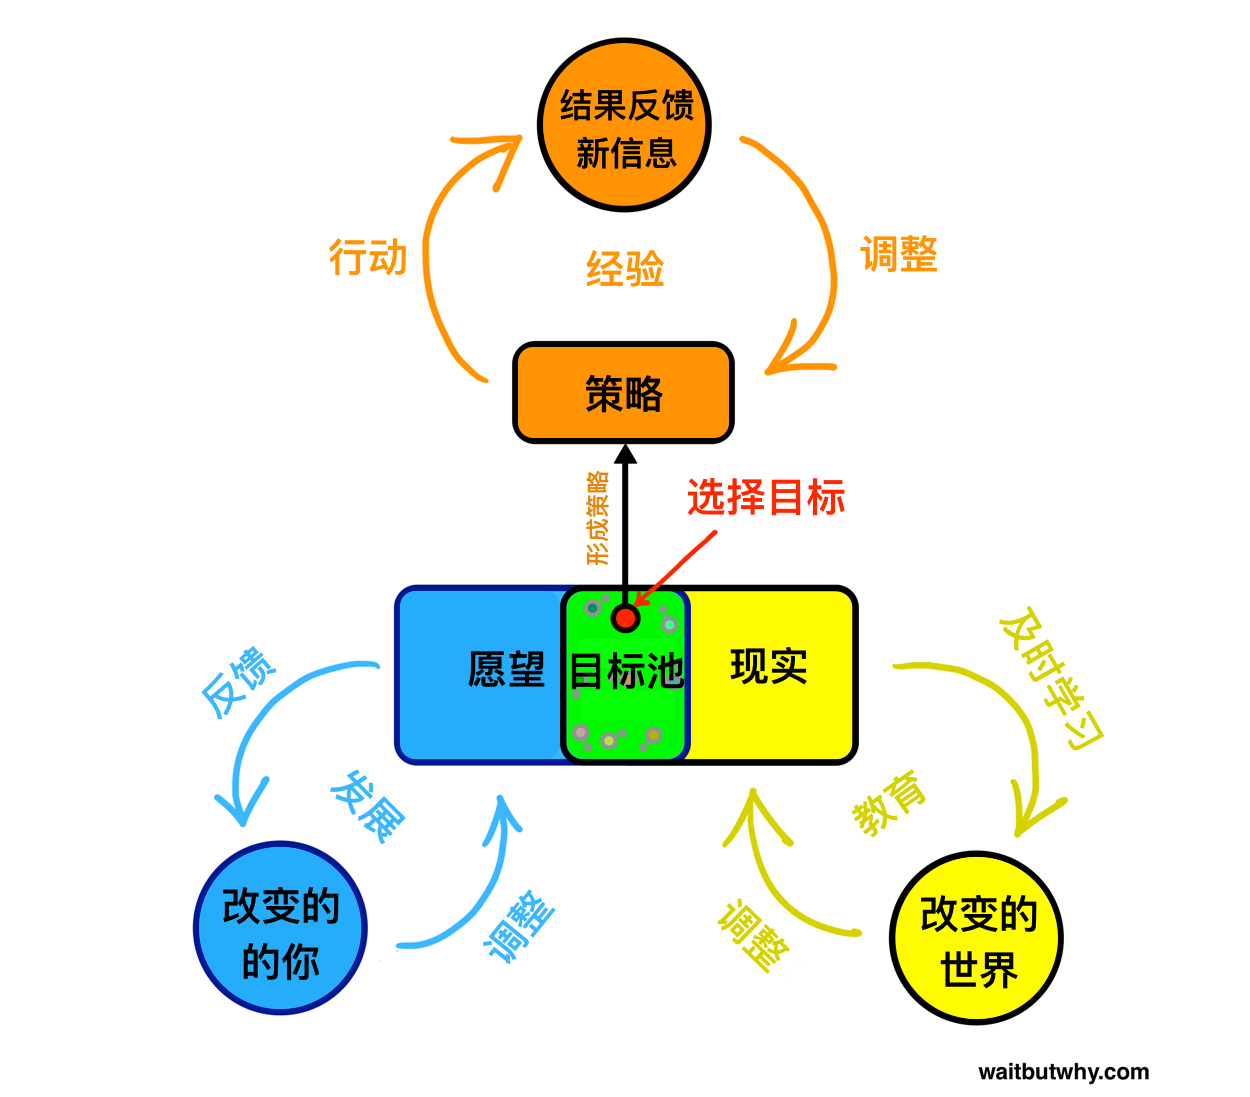 结果反馈
新信息
行动
经验
调整
策略
形成策略
选择目标
愿望
目标池
现实
反馈
及时学习
发展
教育
调整
调整
改变的
的你
改变的
世界
waitbutwhy.com